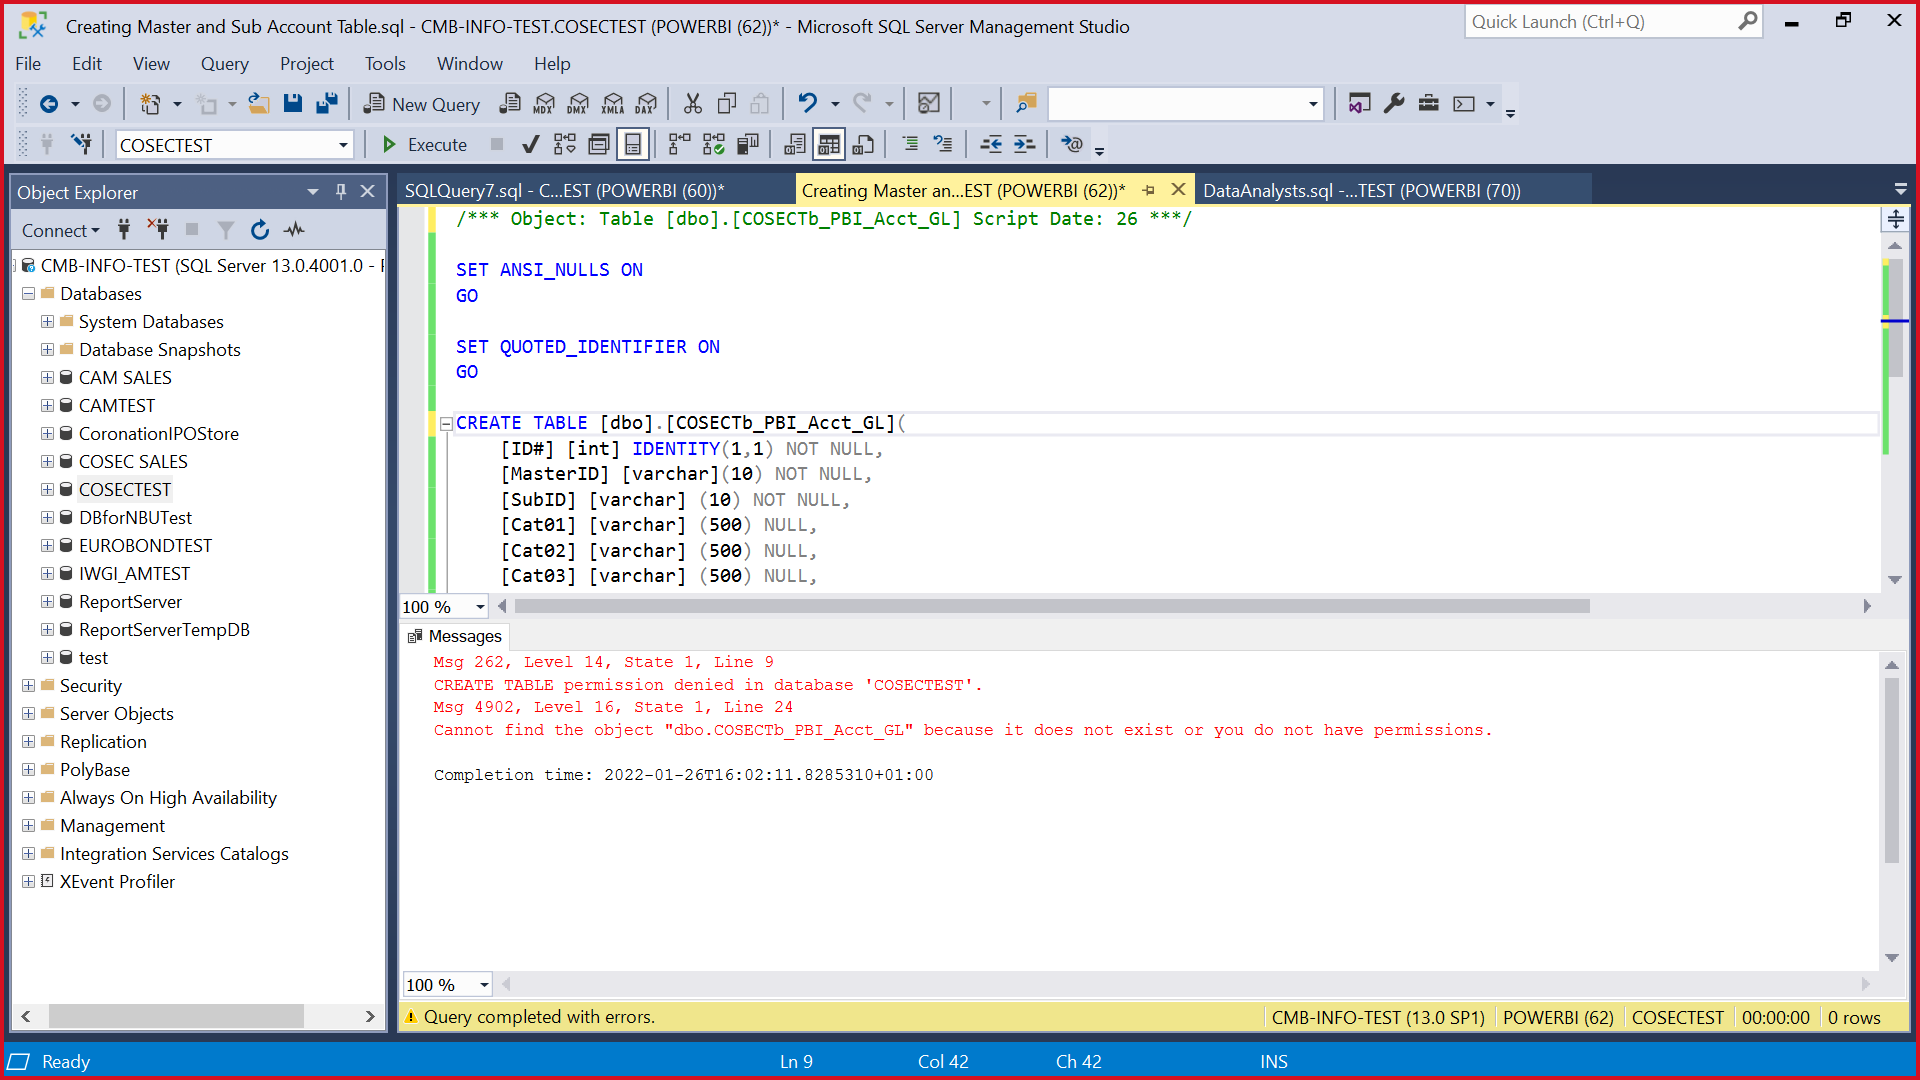 Creating Master and Sub Account Table.sql - CMB-INFO-TEST.COSECTEST (POWERBI (62))* - Microsoft SQL Server Management Studio
Quick Launch (Ctrl+Q)
File Edit View Query Project Tools Window Help
New Query MDX DMX XMLA DAX
COSECTEST Execute
Object Explorer
Connect
CMB-INFO-TEST (SQL Server 13.0.4001.0 -
Databases
System Databases
Database Snapshots
CAM SALES
CAMTEST
CoronationIPOStore
COSEC SALES
COSECTEST
DBforNBUTest
EUROBONDTEST
IWGI_AMTEST
ReportServer
ReportServerTempDB
test
Security
Server Objects
Replication
PolyBase
Always On High Availability
Management
Integration Services Catalogs
XEvent Profiler
SQLQuery7.sql - C...EST (POWERBI (60))* Creating Master an...EST (POWERBI (62))* DataAnalysts.sql -...TEST (POWERBI (70))
/*** Object: Table [dbo].[COSECTb_PBI_Acct_GL] Script Date: 26 ***/
SET ANSI_NULLS ON
GO
SET QUOTED_IDENTIFIER ON
GO
CREATE TABLE [dbo].[COSECTb_PBI_Acct_GL](
[ID#] [int] IDENTITY(1,1) NOT NULL,
[MasterID] [varchar](10) NOT NULL,
[SubID] [varchar] (10) NOT NULL,
[Cat01] [varchar] (500) NULL,
[Cat02] [varchar] (500) NULL,
[Cat03] [varchar] (500) NULL,
100 %
Messages
Msg 262, Level 14, State 1, Line 9
CREATE TABLE permission denied in database 'COSECTEST'.
Msg 4902, Level 16, State 1, Line 24
Cannot find the object "dbo.COSECTb_PBI_Acct_GL" because it does not exist or you do not have permissions.
Completion time: 2022-01-26T16:02:11.8285310+01:00
100 %
Query completed with errors. CMB-INFO-TEST (13.0 SP1) POWERBI (62) COSECTEST 00:00:00 0 rows
Ready Ln 9 Col 42 Ch 42 INS